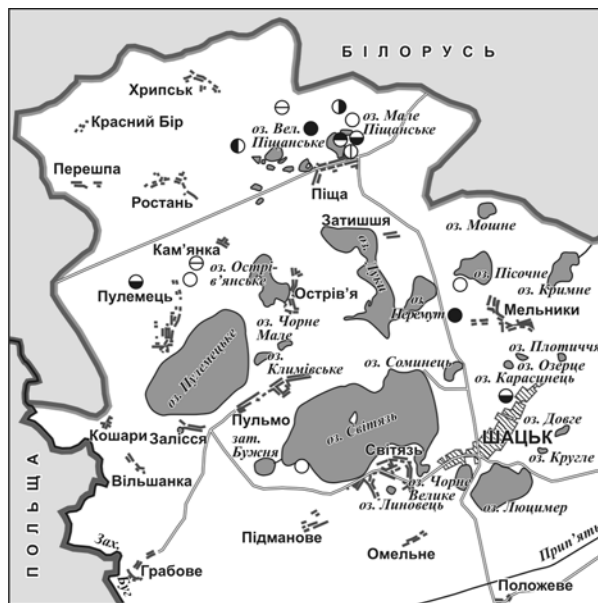 БІЛОРУСЬ
Хрипськ
Красний Бір
оз. Вел.
Піщанське
оз. Мале
Піщанське
Перешпа
Ростань
Піща
Затишшя
оз. Мошне
Кам'янка
оз. Острі-
в'янське
оз. Луки
оз. Пісочне
оз. Кримне
Пулемець
Острів'я
оз. Перемут
Мельники
оз. Чорне
Мале
оз. Плотиччя
оз. Озерце
оз. Климівське
оз. Соминець
оз. Карасинець
оз. Пулемецьке
Пульмо
оз. Світязь
оз. Довге
ШАЦЬК
Кошари
Залісся
зат.
Бужня
Світязь
оз. Кругле
Вільшанка
оз. Чорне
Велике
оз. Линовець
оз. Люцимер
ПОЛЬЩА
Підманове
Зах.
Буг
Омельне
Прип'ять
Грабове
Положеве